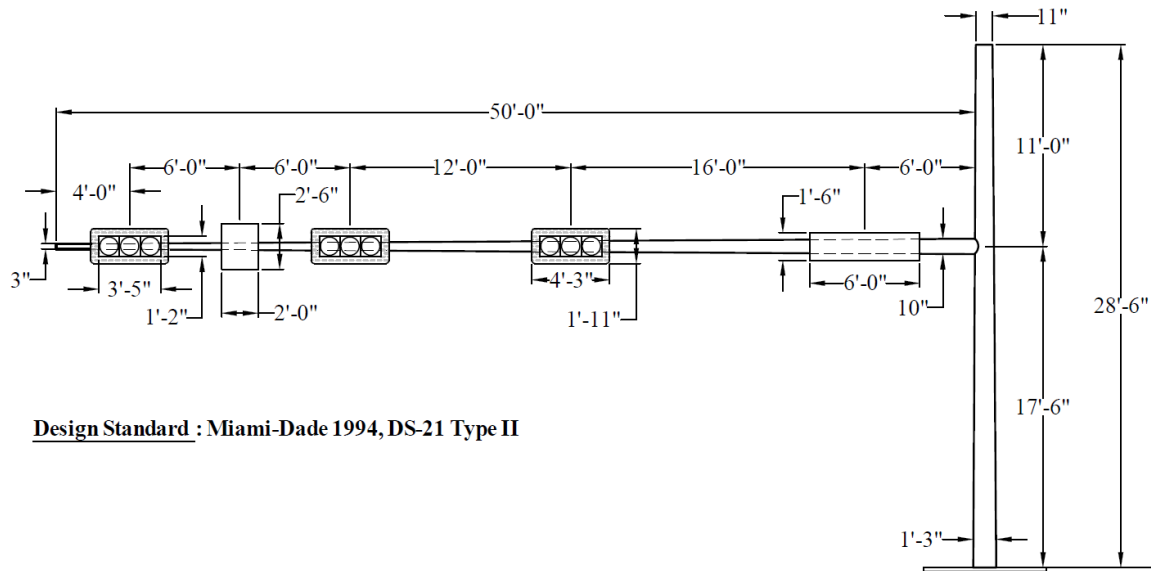 11"
50'-0"
6'-0" 6'-0" 12'-0" 16'-0" 6'-0" 11'-0"
4'-0" 2'-6" 1'-6"
3" 3'-5" 4'-3" 6'-0" 10"
1'-2" 2'-0" 1'-11" 28'-6"
17'-6"
Design Standard : Miami-Dade 1994, DS-21 Type II
1'-3"